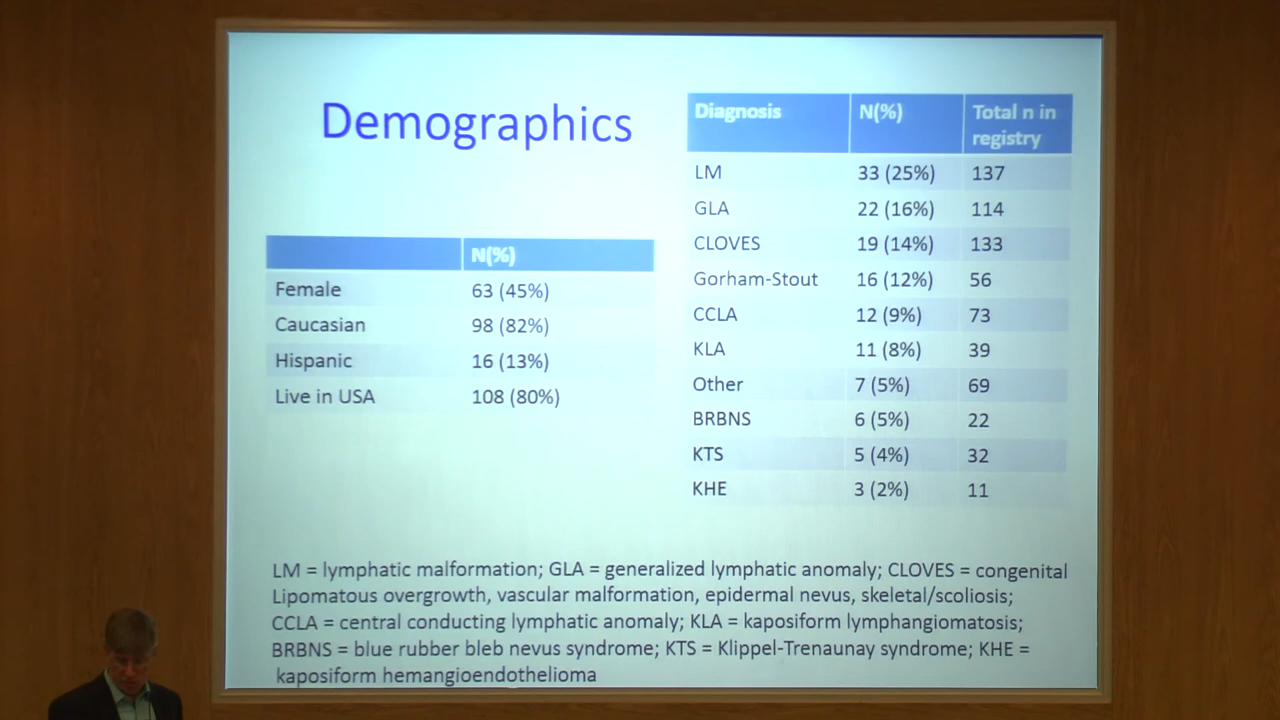 Demographics
N(%)
Female 63 (45%)
Caucasian 98 (82%)
Hispanic 16 (13%)
Live in USA 108 (80%)
Diagnosis N(%) Total n in
registry
LM 33 (25%) 137
GLA 22 (16%) 114
CLOVES 19 (14%) 133
Gorham-Stout 16 (12%) 56
CCLA 12 (9%) 73
KLA 11 (8%) 39
Other 7 (5%) 69
BRBNS 6 (5%) 22
KTS 5 (4%) 32
KHE 3 (2%) 11
LM = lymphatic malformation; GLA = generalized lymphatic anomaly; CLOVES = congenital
Lipomatous overgrowth, vascular malformation, epidermal nevus, skeletal/scoliosis;
CCLA = central conducting lymphatic anomaly; KLA = kaposiform lymphangiomatosis;
BRBNS = blue rubber bleb nevus syndrome; KTS = Klippel-Trenaunay syndrome; KHE =
kaposiform hemangioendothelioma